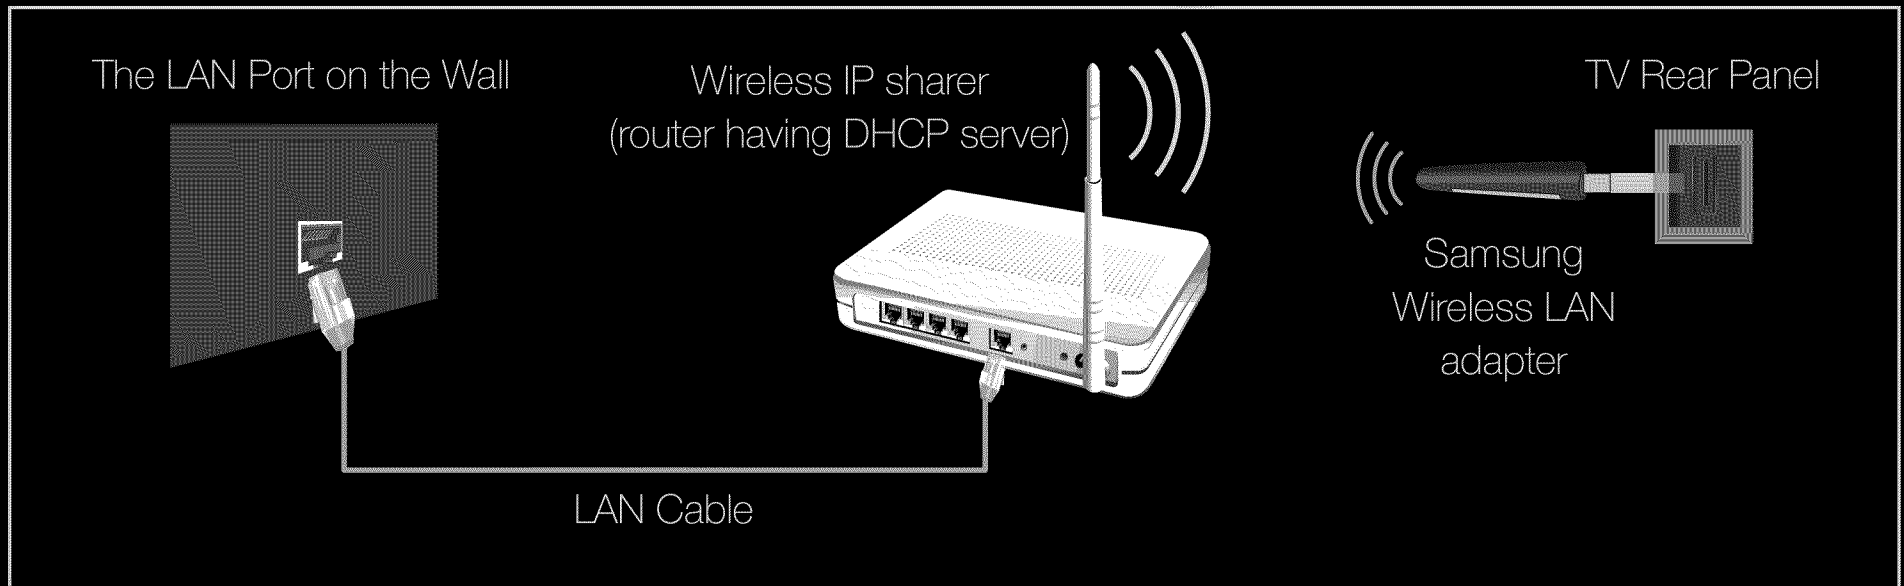 The LAN Port on the Wall
Wireless IP sharer
(router having DHCP server)
TV Rear Panel
Samsung
Wireless LAN
adapter
LAN Cable